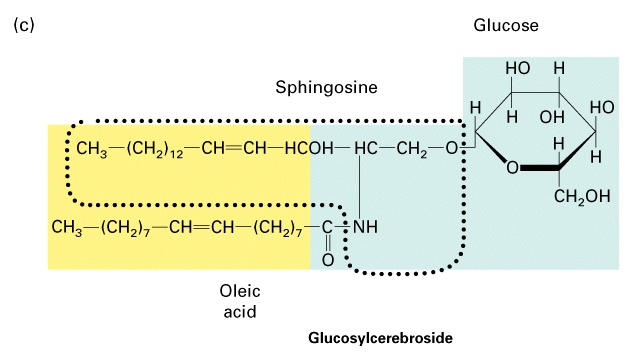 (c)
Glucose
Sphingosine
HO H
H H OH HO
CH₃—(CH₂)₁₂—CH=CH—HCOH—HC—CH₂—O
H H
O
CH₂OH
CH₃—(CH₂)₇—CH=CH—(CH₂)₇—C—NH
O
Oleic
acid
Glucosylcerebroside